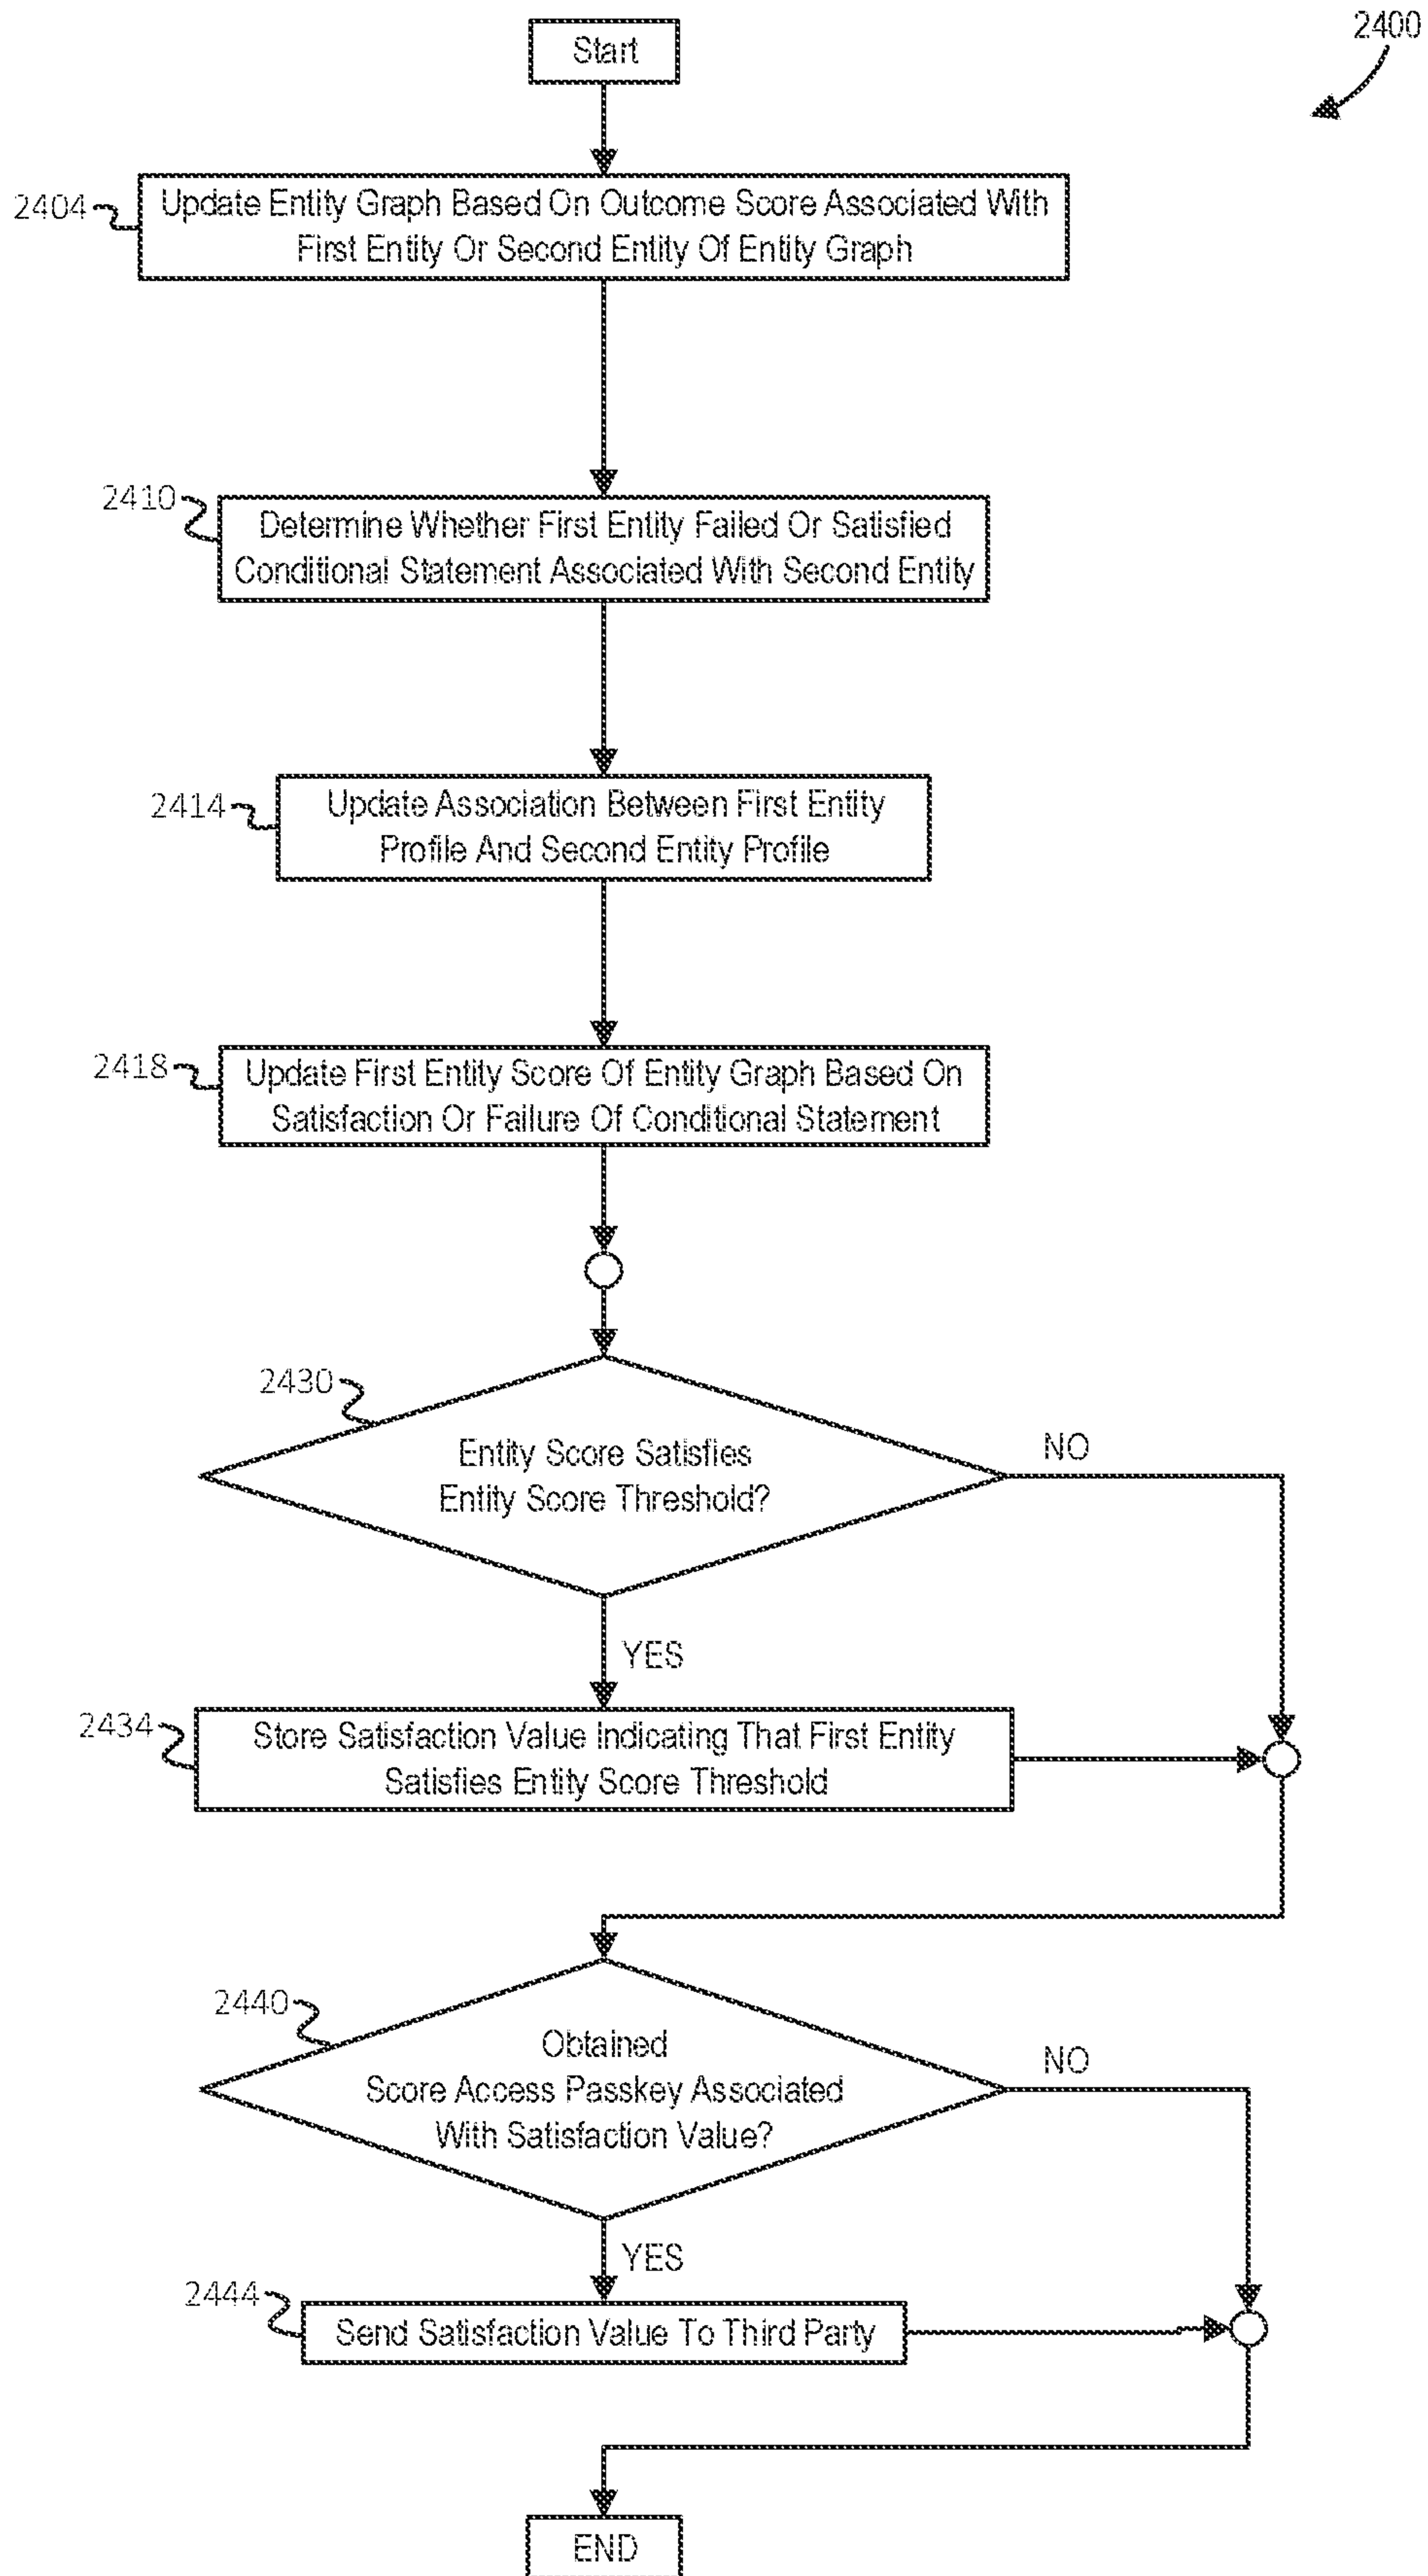 2400
Start
2404
Update Entity Graph Based On Outcome Score Associated With
First Entity Or Second Entity Of Entity Graph
2410
Determine Whether First Entity Failed Or Satisfied
Conditional Statement Associated With Second Entity
2414
Update Association Between First Entity
Profile And Second Entity Profile
2418
Update First Entity Score Of Entity Graph Based On
Satisfaction Or Failure Of Conditional Statement
2430
Entity Score Satisfies
Entity Score Threshold?
NO
YES
2434
Store Satisfaction Value Indicating That First Entity
Satisfies Entity Score Threshold
2440
Obtained
Score Access Passkey Associated
With Satisfaction Value?
NO
YES
2444
Send Satisfaction Value To Third Party
END